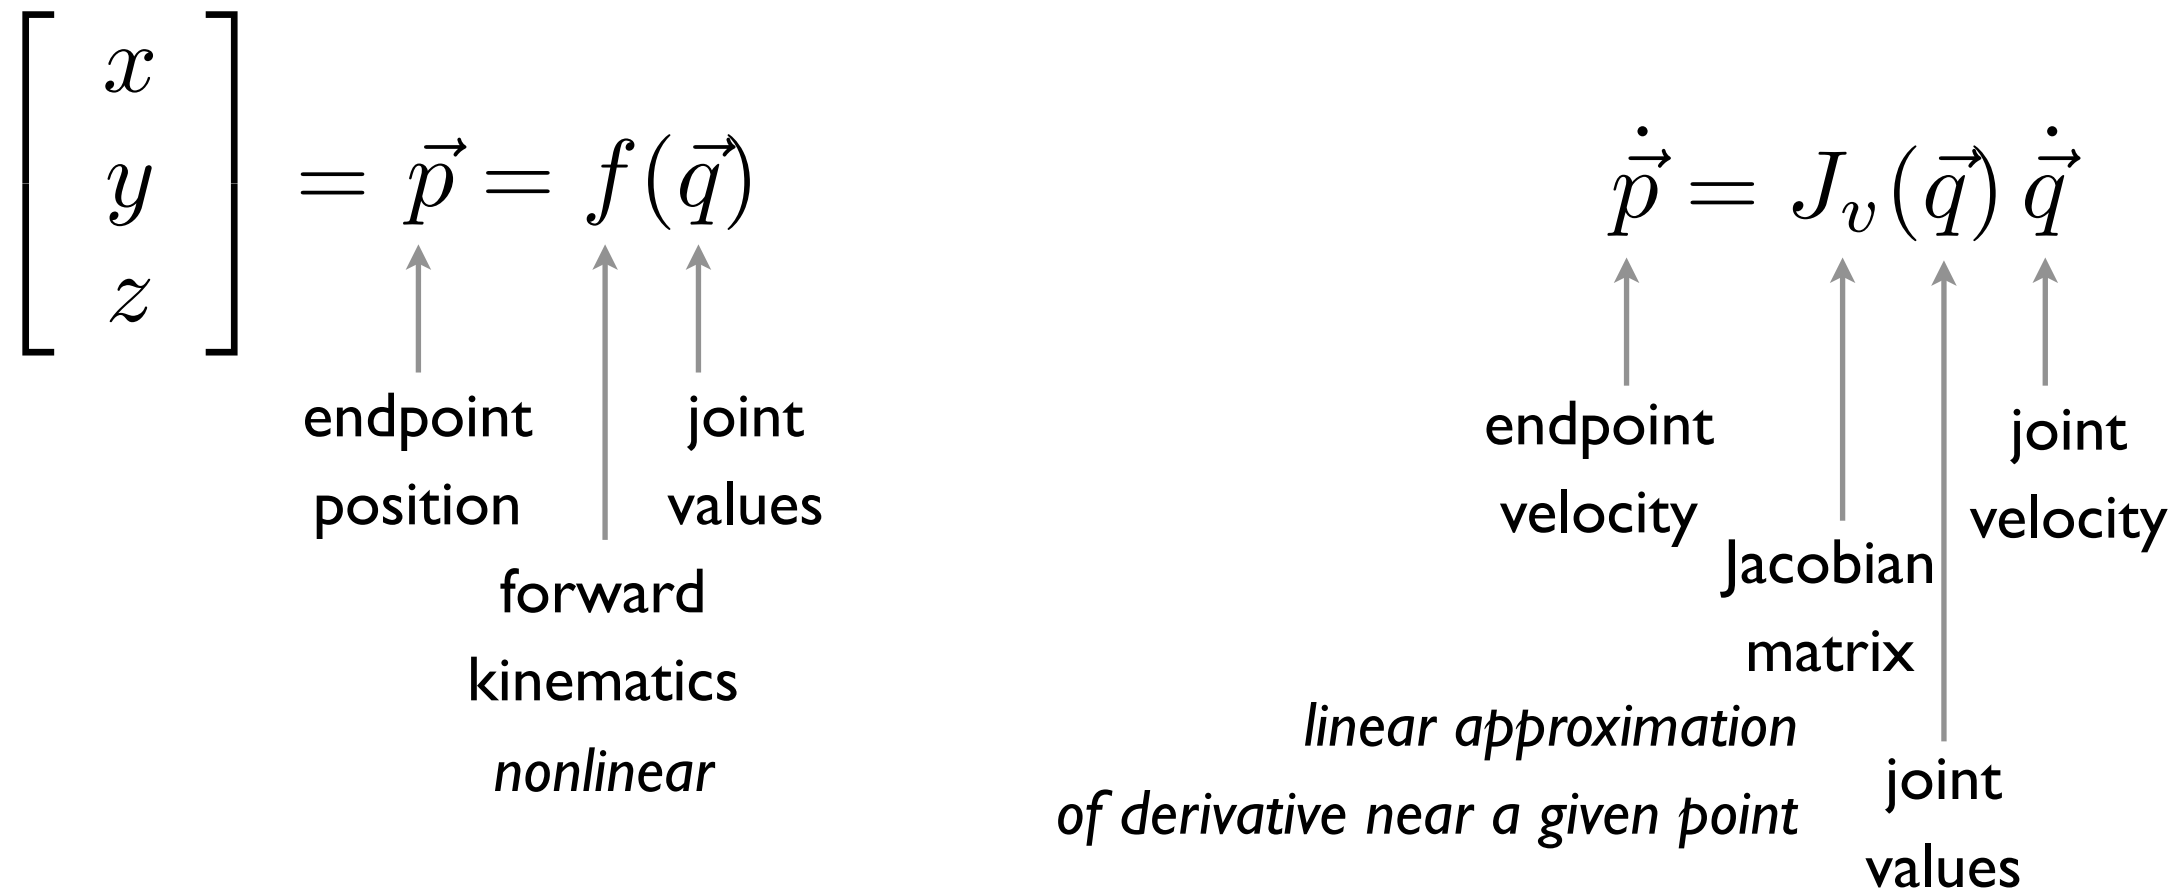 [ x y z ] = p⃗ = f(q⃗)
endpoint
position
forward
kinematics
nonlinear
joint
values
ṗ⃗ = J_v(q⃗) q̇⃗
endpoint
velocity
Jacobian
matrix
linear approximation
of derivative near a given point
joint
values
joint
velocity